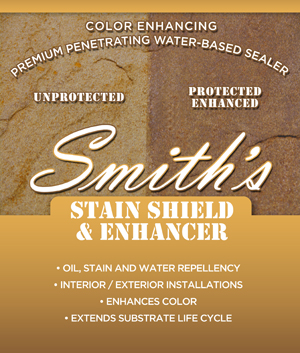 COLOR ENHANCING
PREMIUM PENETRATING WATER-BASED SEALER
UNPROTECTED
PROTECTED
ENHANCED
Smith's
STAIN SHIELD
& ENHANCER
• OIL, STAIN AND WATER REPELLENCY
• INTERIOR / EXTERIOR INSTALLATIONS
• ENHANCES COLOR
• EXTENDS SUBSTRATE LIFE CYCLE